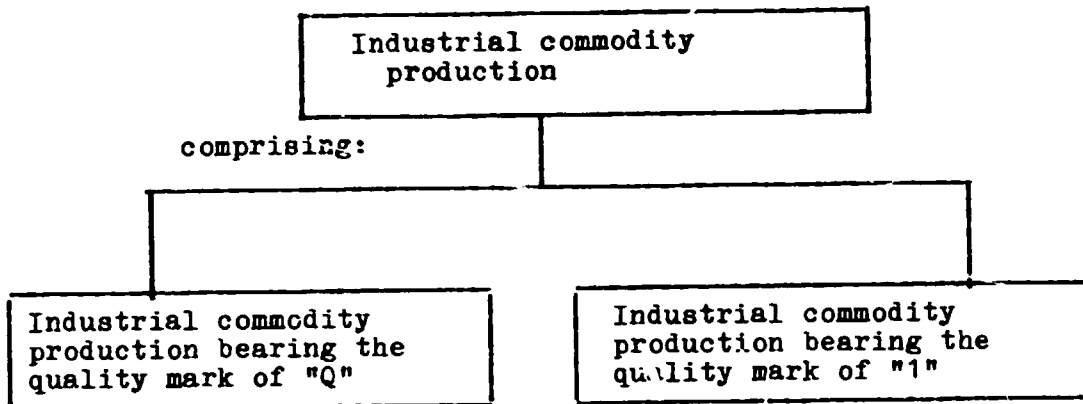 Industrial commodity
production
comprising:
Industrial commodity
production bearing the
quality mark of "Q"
Industrial commodity
production bearing the
quality mark of "1"